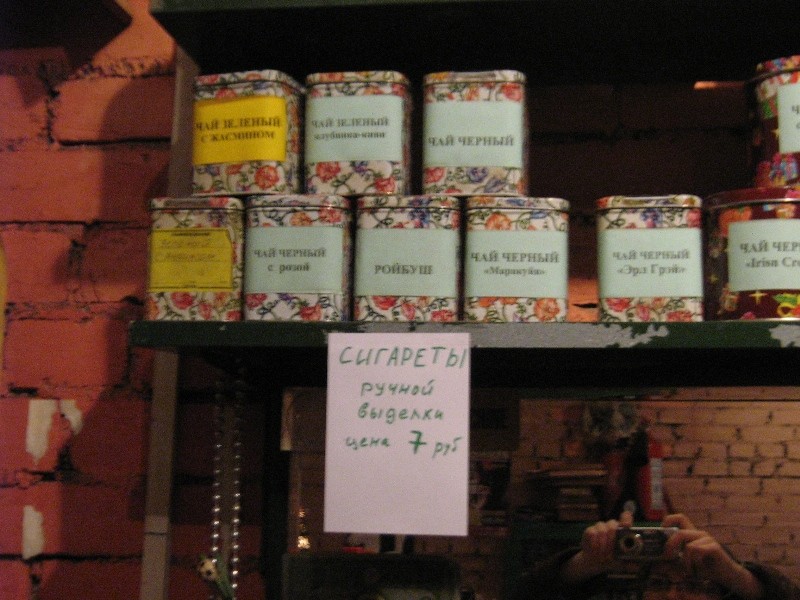 ЧАЙ ЗЕЛЕНЫЙ
С ЖАСМИНОМ
ЧАЙ ЗЕЛЕНЫЙ
клубника-киви
ЧАЙ ЧЕРНЫЙ
ЧАЙ ЧЕРНЫЙ
с розой
РОЙБУШ
ЧАЙ ЧЕРНЫЙ
«Маракуйя»
ЧАЙ ЧЕРНЫЙ
«Эрл Грэй»
ЧАЙ ЧЕР
«Irish Cre
СИГАРЕТЫ
ручной
выделки
цена 7 руб